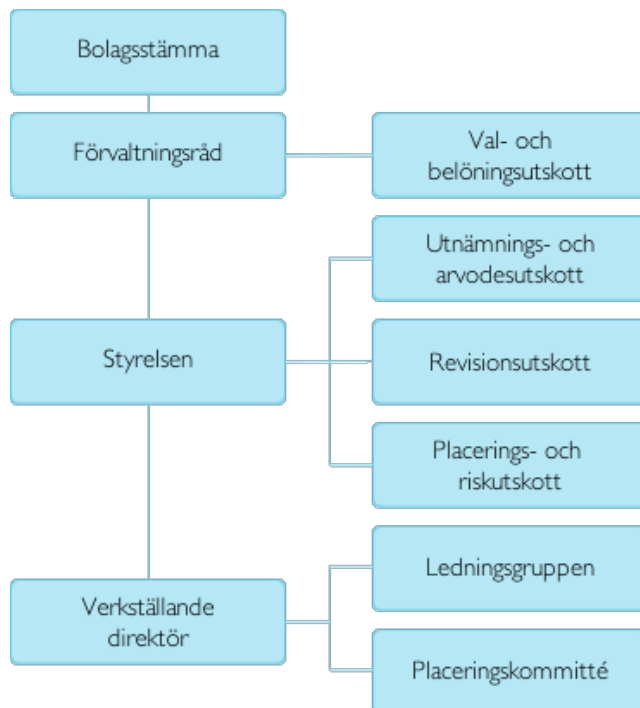 Bolagsstämma
Förvaltningsråd
Val- och
belöningsutskott
Utnämnings- och
arvodesutskott
Styrelsen
Revisionsutskott
Placerings- och
riskutskott
Ledningsgruppen
Verkställande
direktör
Placeringskommitté